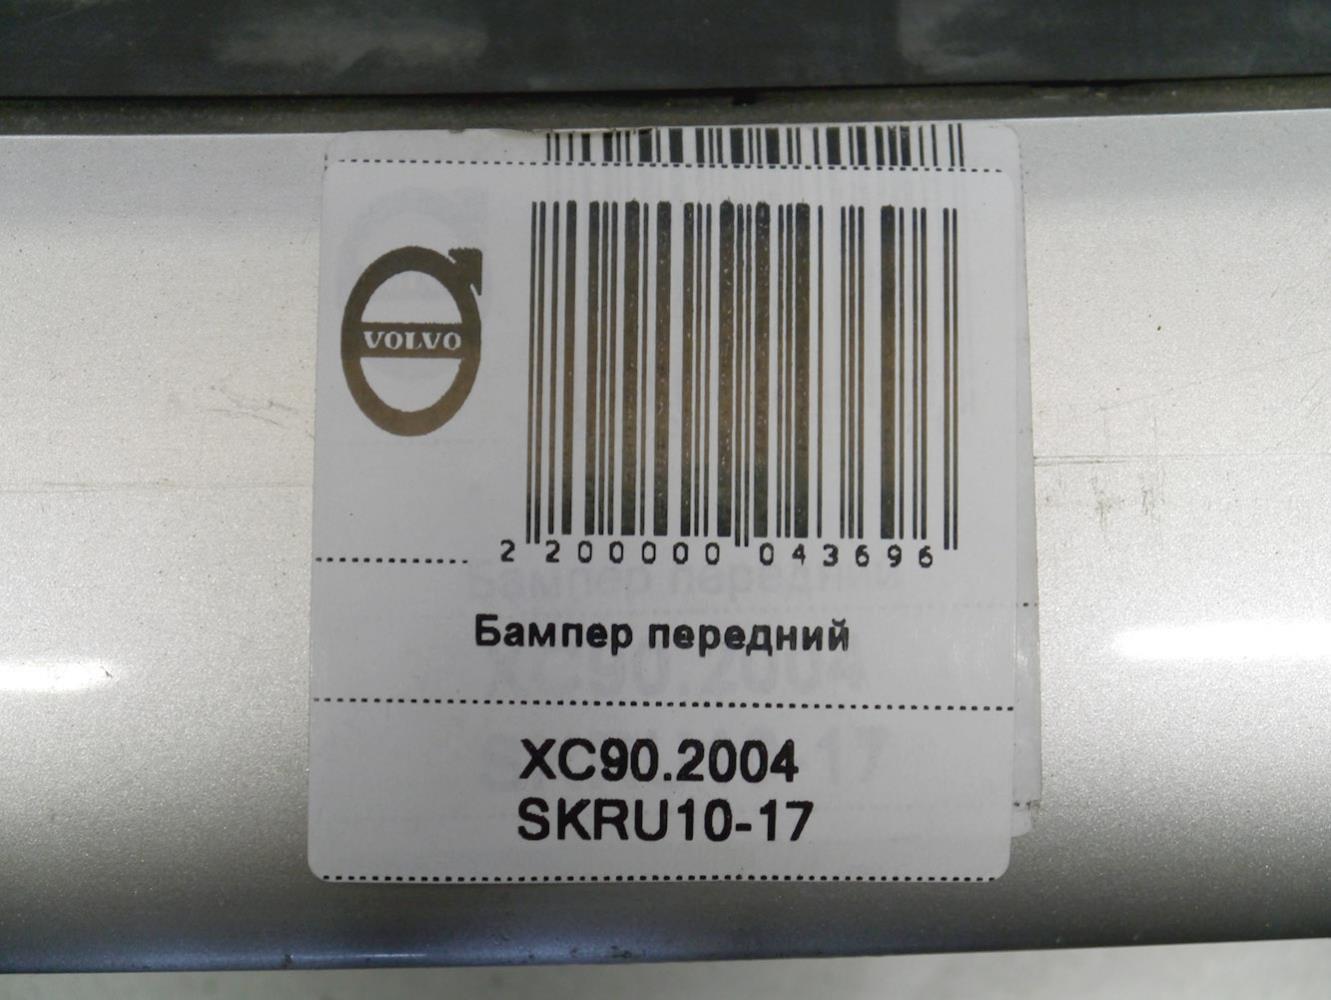 VOLVO
2 200000 043696
Бампер передний
XC90.2004
SKRU10-17